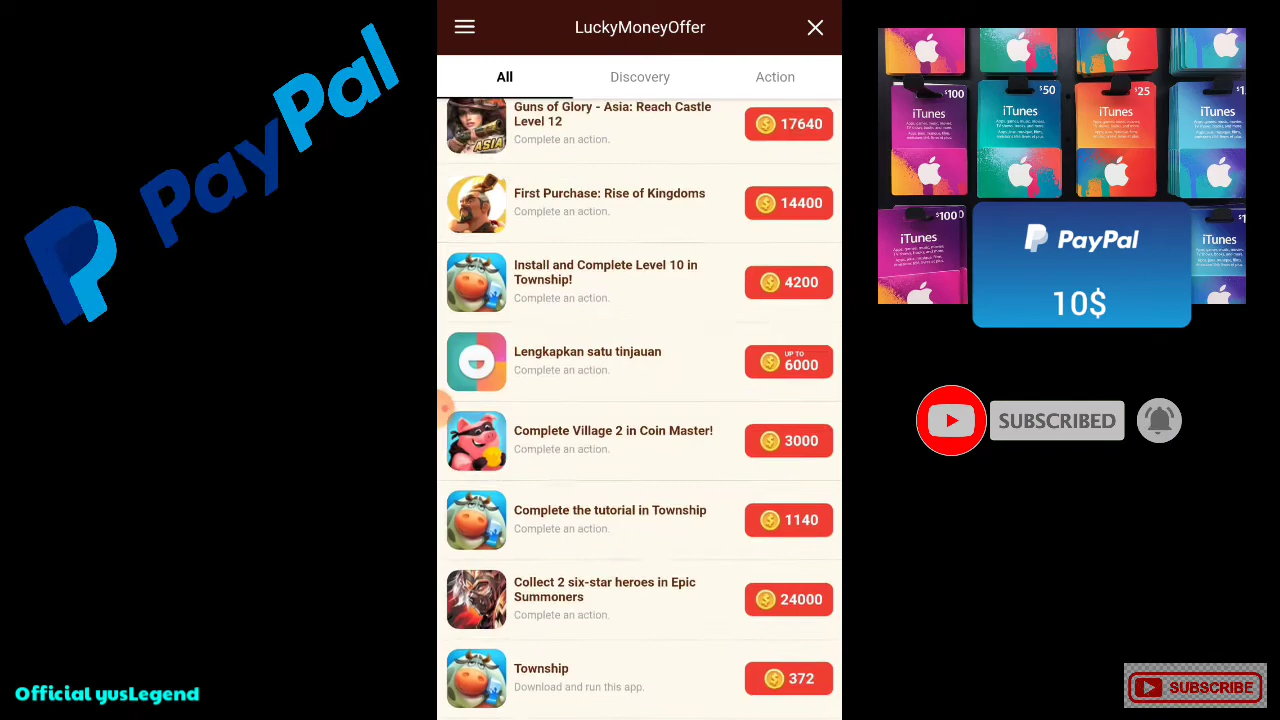 PayPal
LuckyMoneyOffer
All
Discovery
Action
Guns of Glory - Asia: Reach Castle
Level 12
Complete an action.
17640
ASIA
First Purchase: Rise of Kingdoms
Complete an action.
14400
Install and Complete Level 10 in
Township!
Complete an action.
4200
Lengkapkan satu tinjauan
Complete an action.
UP TO
6000
Complete Village 2 in Coin Master!
Complete an action.
3000
Complete the tutorial in Township
Complete an action.
1140
Collect 2 six-star heroes in Epic
Summoners
Complete an action.
24000
Township
Download and run this app.
372
$100
$50
$25
iTunes
iTunes
iTunes
$100
iTunes
iTunes
PayPal
10$
SUBSCRIBED
Official yusLegend
SUBSCRIBE